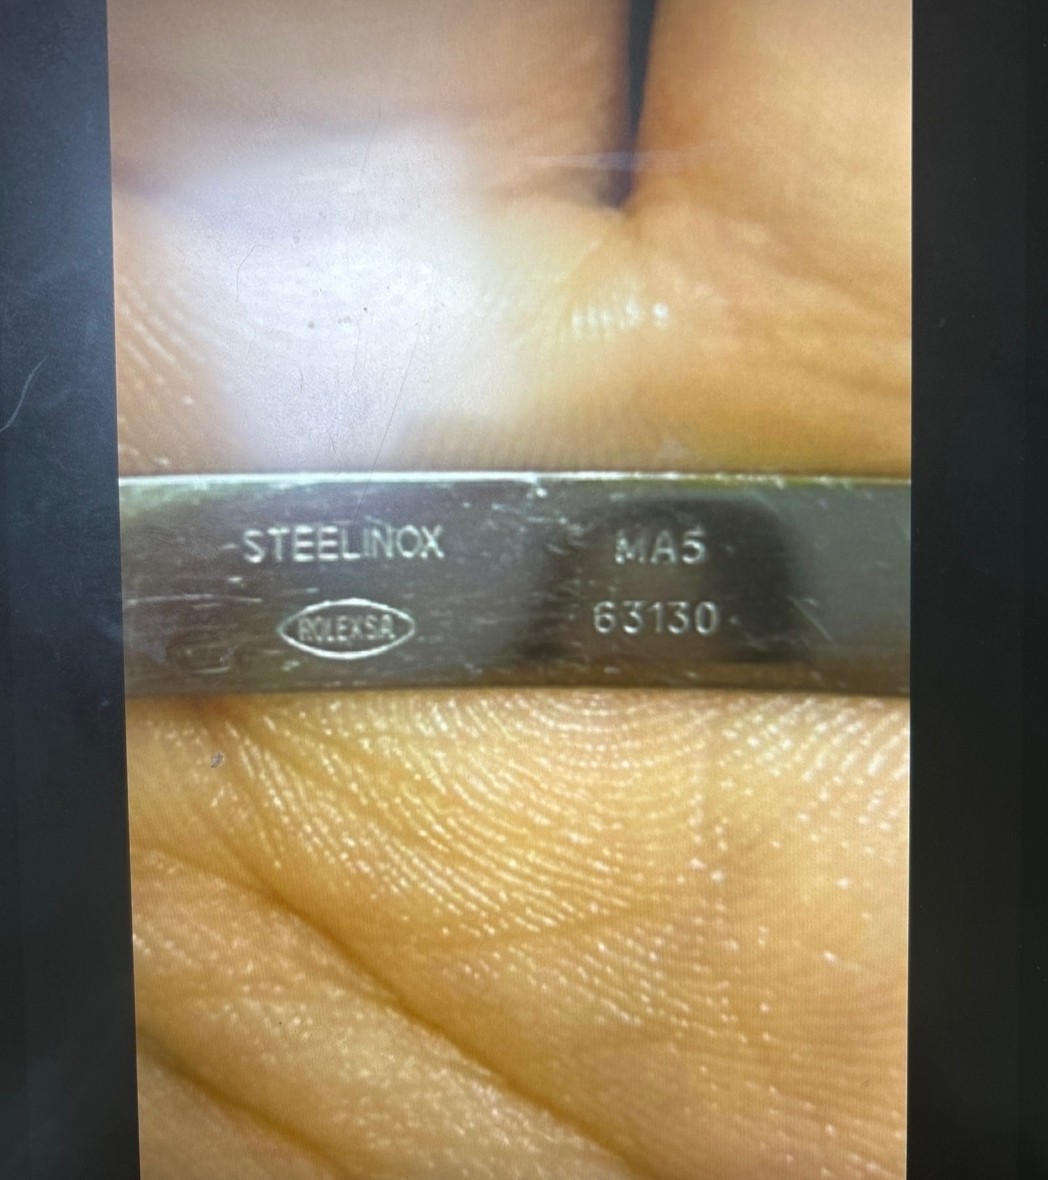 STEELINOX MA5
ROLEXSA 63130